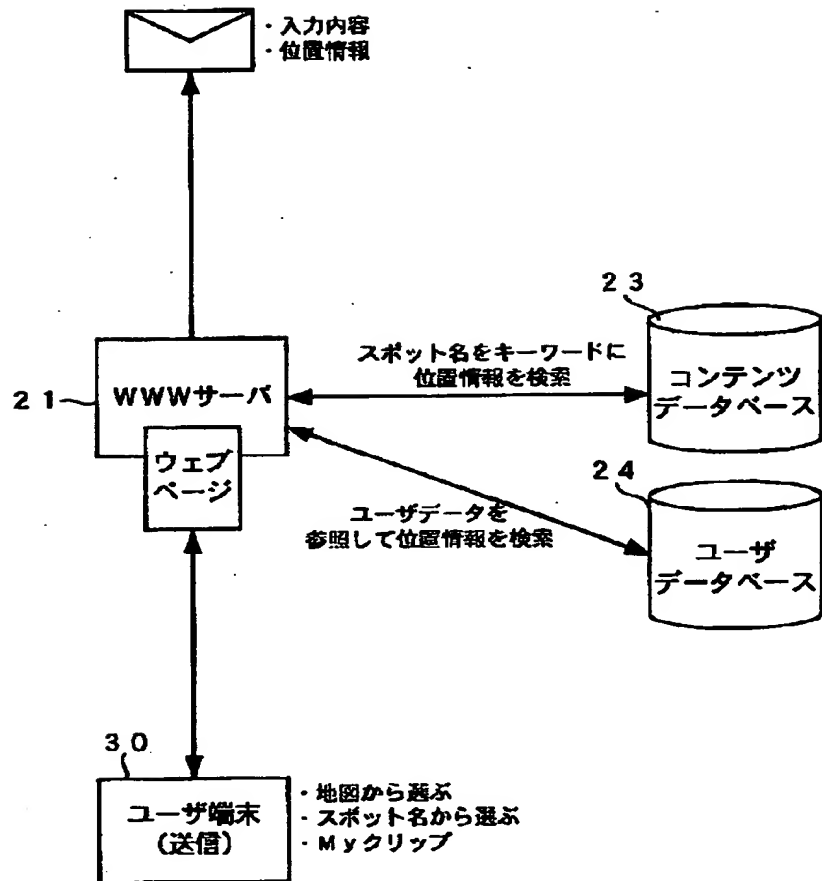 ・入力内容
・位置情報
23
スポット名をキーワードに
位置情報を検索
コンテンツ
データベース
21
WWWサーバ
ウェブ
ページ
24
ユーザデータを
参照して位置情報を検索
ユーザ
データベース
30
ユーザ端末
(送信)
・地図から選ぶ
・スポット名から選ぶ
・Myクリップ